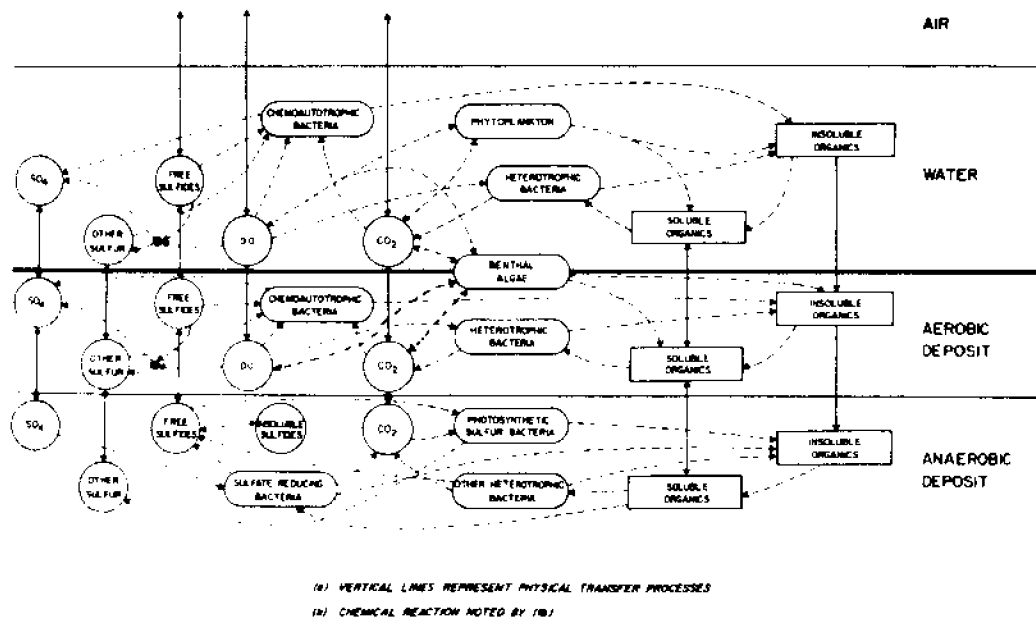 AIR
CHEMOAUTOTROPHIC
BACTERIA
PHYTOPLANKTON
INSOLUBLE
ORGANICS
WATER
SO4
FREE
SULFIDES
HETEROTROPHIC
BACTERIA
OTHER
SULFUR
DO
CO2
SOLUBLE
ORGANICS
BENTHAL
ALGAE
SO4
FREE
SULFIDES
CHEMOAUTOTROPHIC
BACTERIA
INSOLUBLE
ORGANICS
AEROBIC
DEPOSIT
HETEROTROPHIC
BACTERIA
OTHER
SULFUR
DO
CO2
SOLUBLE
ORGANICS
SO4
FREE
SULFIDES
INSOLUBLE
SULFIDES
CO2
PHOTOSYNTHETIC
SULFUR BACTERIA
INSOLUBLE
ORGANICS
ANAEROBIC
DEPOSIT
OTHER
SULFUR
SULFATE REDUCING
BACTERIA
OTHER HETEROTROPHIC
BACTERIA
SOLUBLE
ORGANICS
(a) VERTICAL LINES REPRESENT PHYSICAL TRANSFER PROCESSES
(b) CHEMICAL REACTION NOTED BY